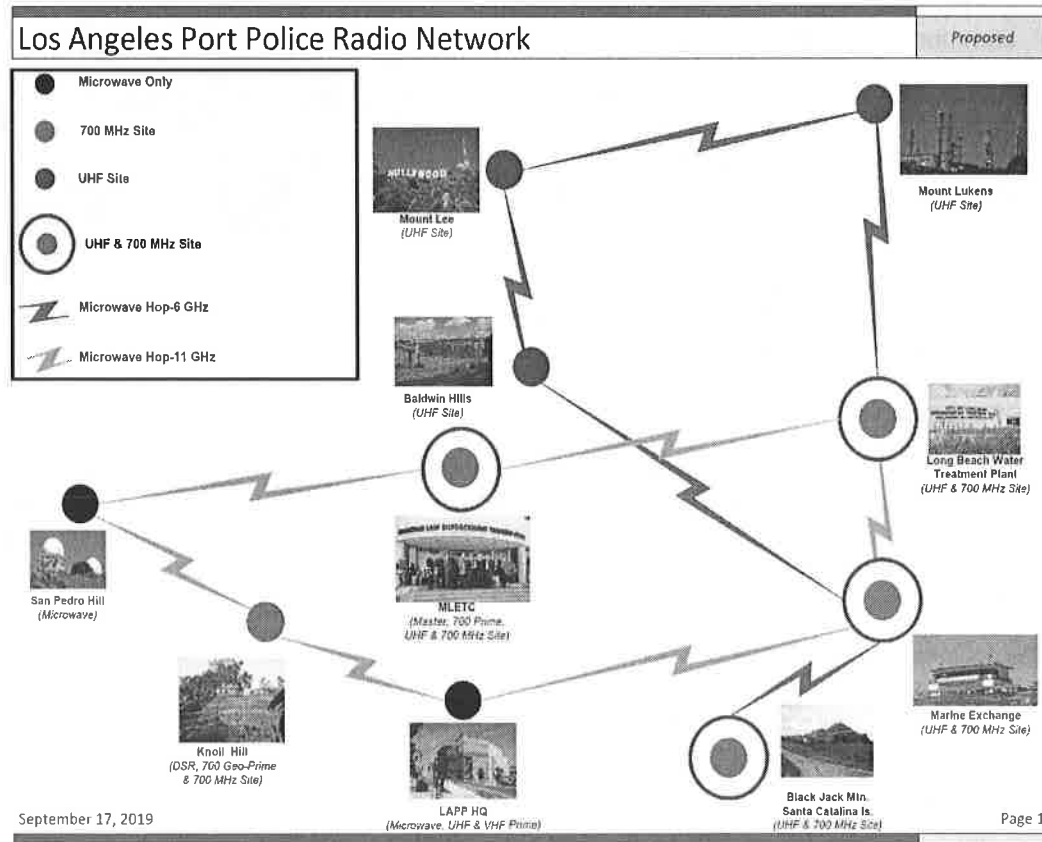 Los Angeles Port Police Radio Network
Proposed
Microwave Only
700 MHz Site
UHF Site
UHF & 700 MHz Site
Microwave Hop-6 GHz
Microwave Hop-11 GHz
HOLLYWOOD
Mount Lee
(UHF Site)
Mount Lukens
(UHF Site)
Baldwin Hills
(UHF Site)
Long Beach Water
Treatment Plant
(UHF & 700 MHz Site)
San Pedro Hill
(Microwave)
MLETC
(Master, 700 Prime,
UHF & 700 MHz Site)
Knoll Hill
(DSR, 700 Geo-Prime
& 700 MHz Site)
LAPP HQ
(Microwave, UHF & VHF Prime)
Marine Exchange
(UHF & 700 MHz Site)
Black Jack Mtn.
Santa Catalina Is.
(UHF & 700 MHz Site)
September 17, 2019
Page 1